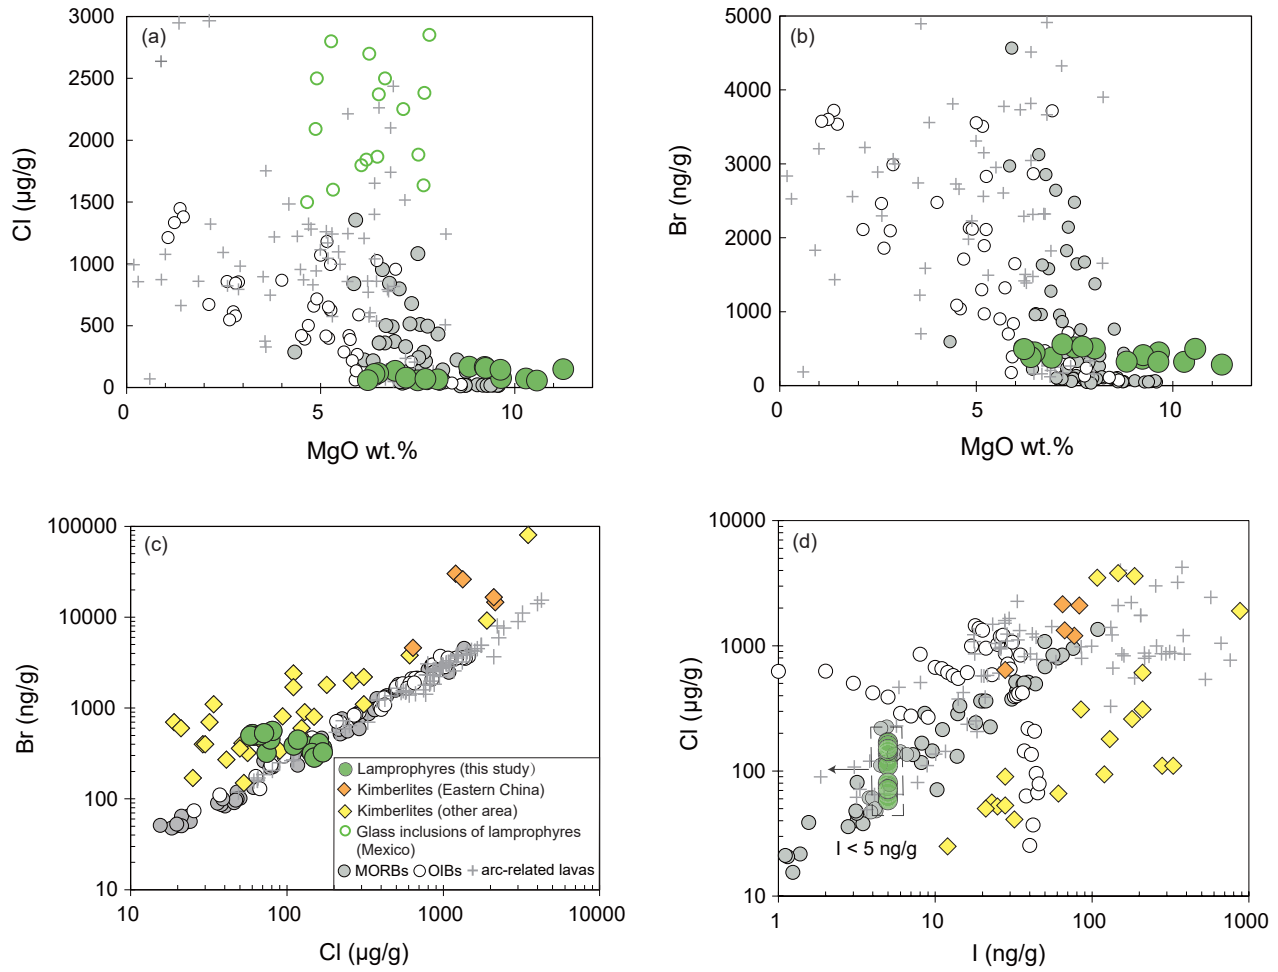 (a)
3000
2500
2000
1500
1000
500
0
Cl (µg/g)
0
5
10
MgO wt.%
(b)
5000
4000
3000
2000
1000
0
Br (ng/g)
0
5
10
MgO wt.%
(c)
100000
10000
1000
100
10
Br (ng/g)
Lamprophyres (this study)
Kimberlites (Eastern China)
Kimberlites (other area)
Glass inclusions of lamprophyres
(Mexico)
MORBs OIBs arc-related lavas
10
100
1000
10000
Cl (µg/g)
(d)
10000
1000
100
10
Cl (µg/g)
I < 5 ng/g
1
10
100
1000
I (ng/g)